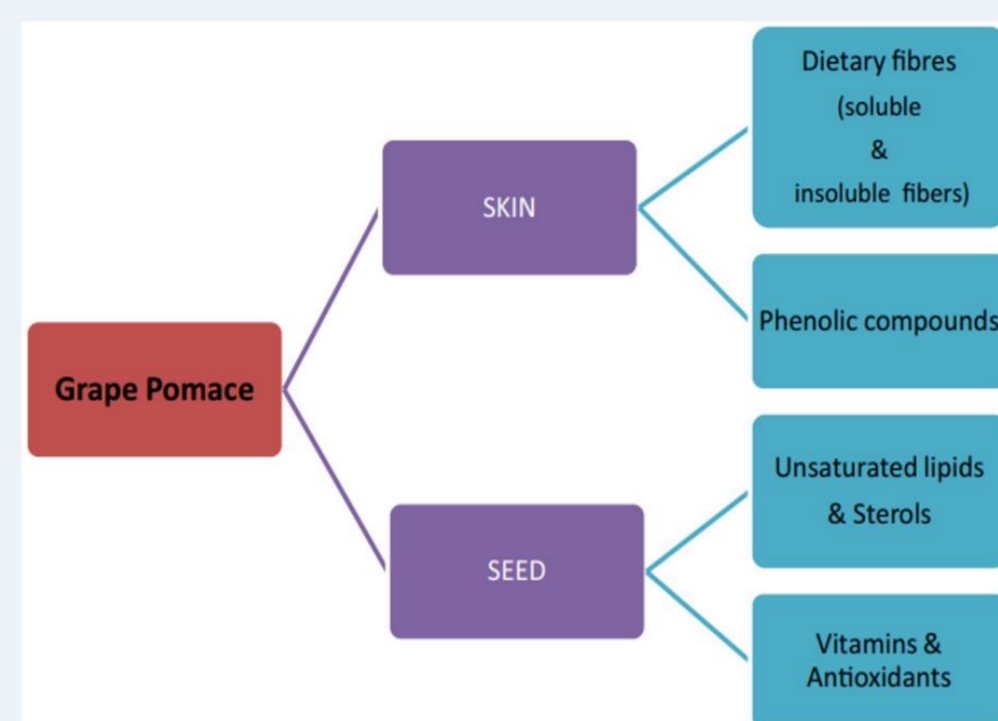 Grape Pomace
SKIN
Dietary fibres
(soluble
&
insoluble fibers)
Phenolic compounds
SEED
Unsaturated lipids
& Sterols
Vitamins &
Antioxidants